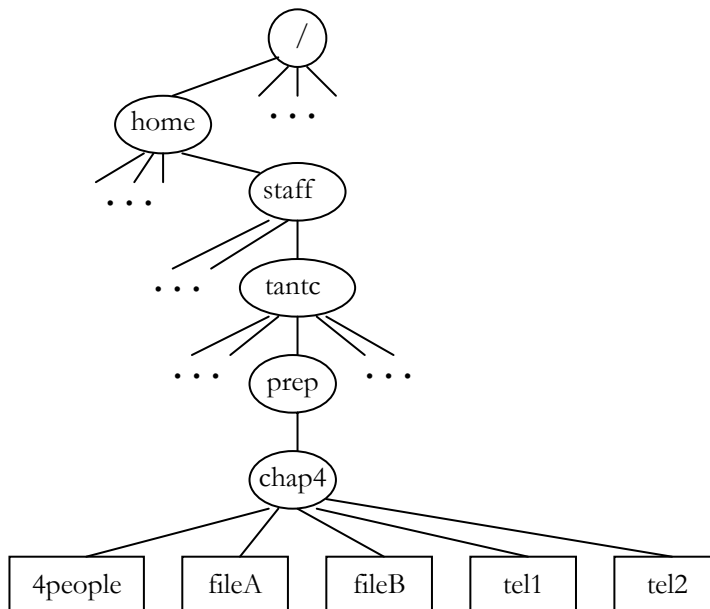 /
home
...
...
staff
...
tantc
...
prep
...
chap4
4people fileA fileB tel1 tel2